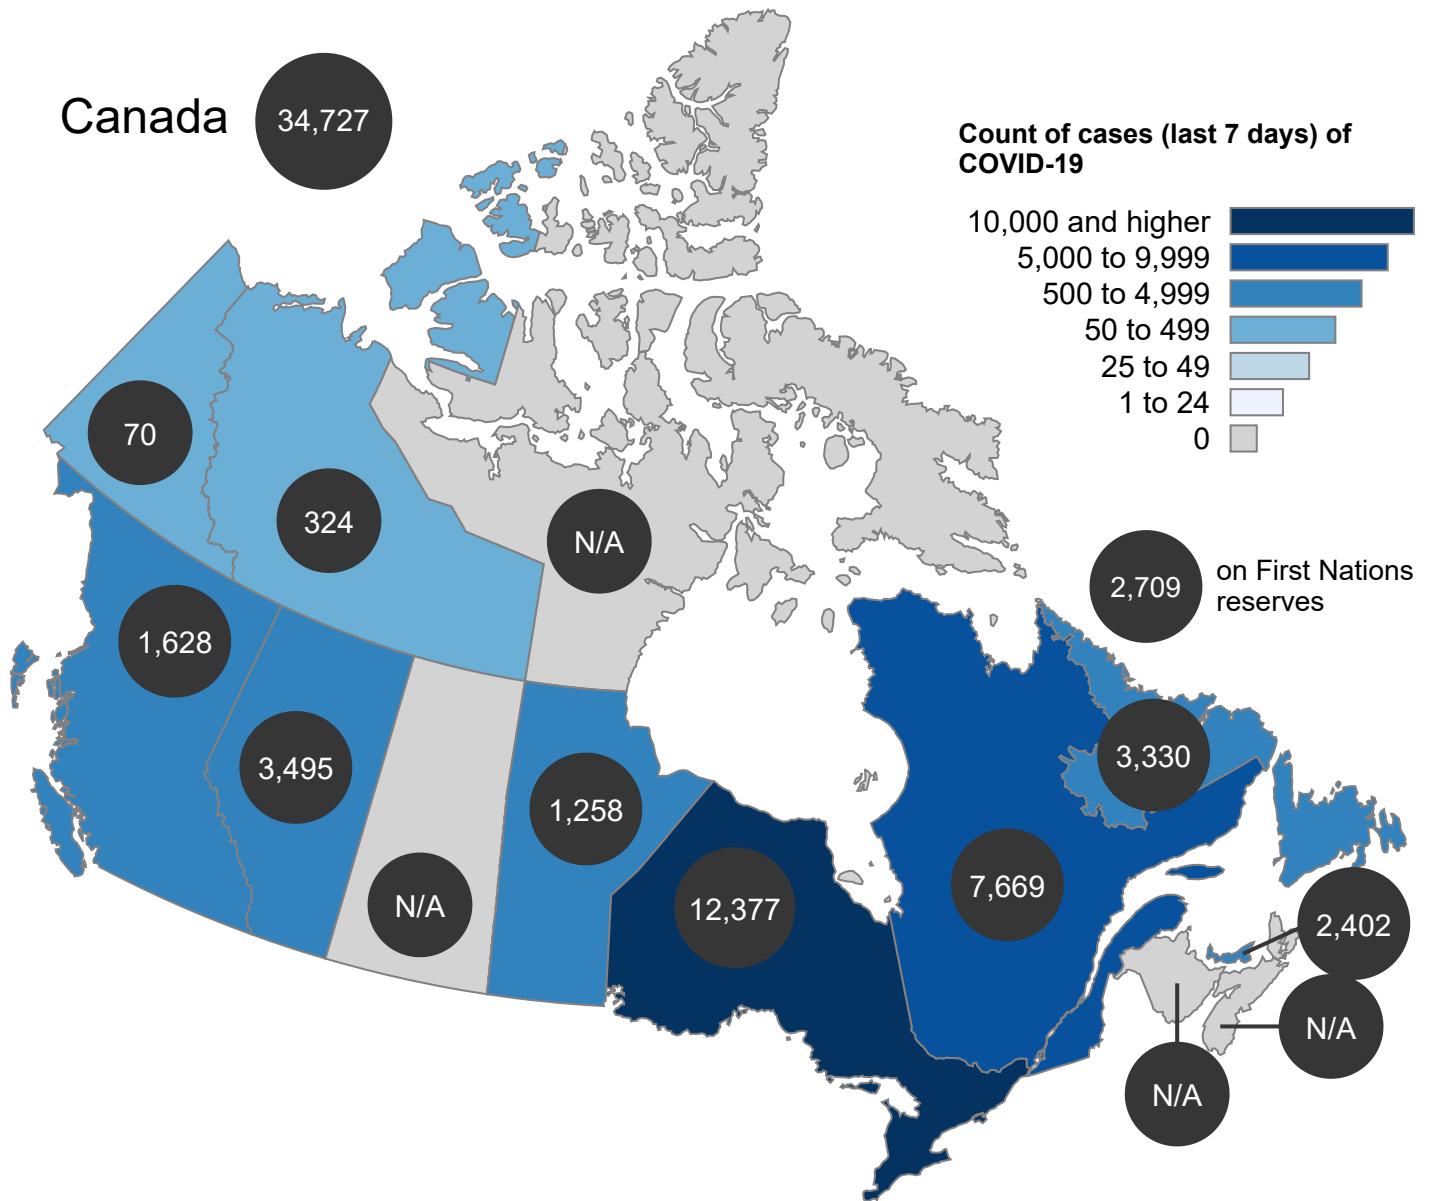 Canada
34,727
Count of cases (last 7 days) of
COVID-19
10,000 and higher
5,000 to 9,999
500 to 4,999
50 to 499
25 to 49
1 to 24
0
70
324
N/A
2,709
on First Nations
reserves
1,628
3,495
N/A
1,258
12,377
7,669
3,330
2,402
N/A
N/A